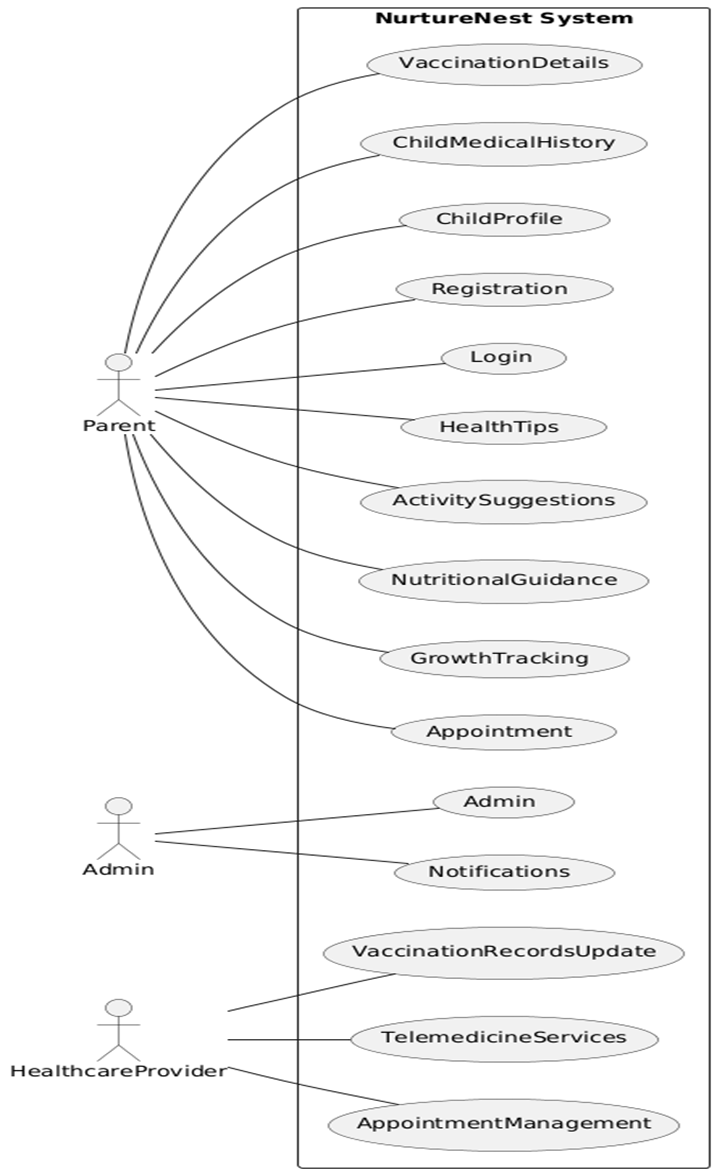 NurtureNest System
VaccinationDetails
ChildMedicalHistory
ChildProfile
Registration
Login
Parent
HealthTips
ActivitySuggestions
NutritionalGuidance
GrowthTracking
Appointment
Admin
Admin
Notifications
VaccinationRecordsUpdate
TelemedicineServices
HealthcareProvider
AppointmentManagement